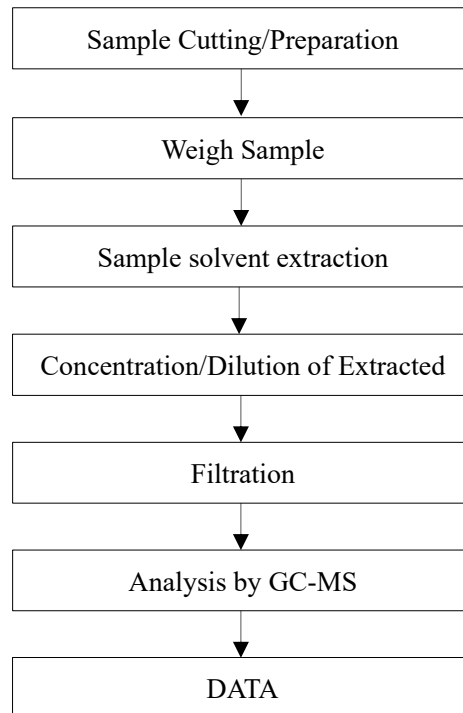 Sample Cutting/Preparation
Weigh Sample
Sample solvent extraction
Concentration/Dilution of Extracted
Filtration
Analysis by GC-MS
DATA